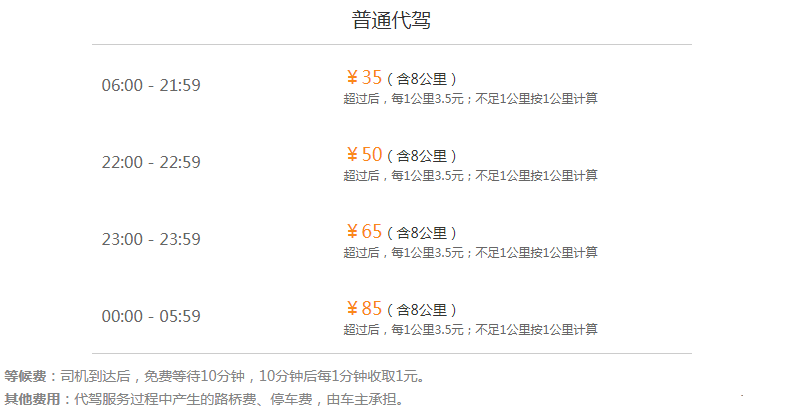 普通代驾
06:00 - 21:59
￥35（含8公里）
超过后，每1公里3.5元；不足1公里按1公里计算
22:00 - 22:59
￥50（含8公里）
超过后，每1公里3.5元；不足1公里按1公里计算
23:00 - 23:59
￥65（含8公里）
超过后，每1公里3.5元；不足1公里按1公里计算
00:00 - 05:59
￥85（含8公里）
超过后，每1公里3.5元；不足1公里按1公里计算
等候费：司机到达后，免费等待10分钟，10分钟后每1分钟收取1元。
其他费用：代驾服务过程中产生的路桥费、停车费，由车主承担。